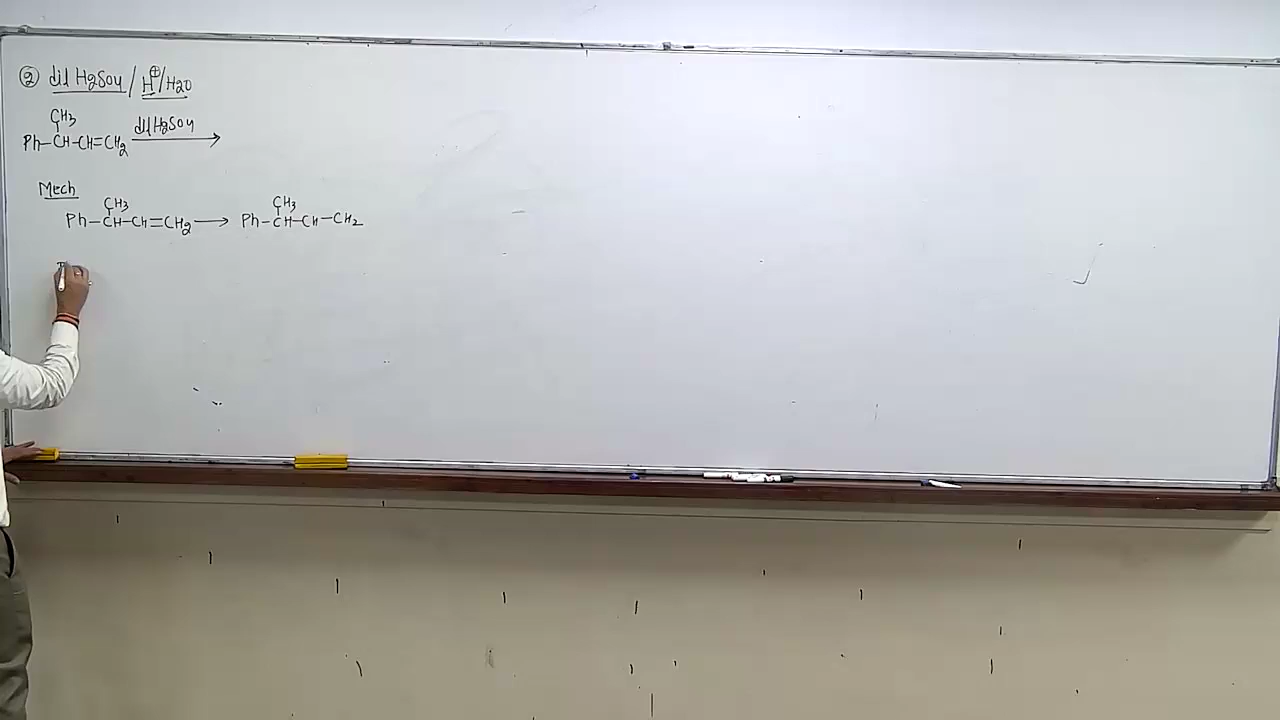 ② dil H2SO4 / H⊕/H2O
CH3
Ph-CH-CH=CH2 dil H2SO4 →
Mech
CH3 CH3
Ph-CH-CH=CH2 → Ph-CH-CH-CH2